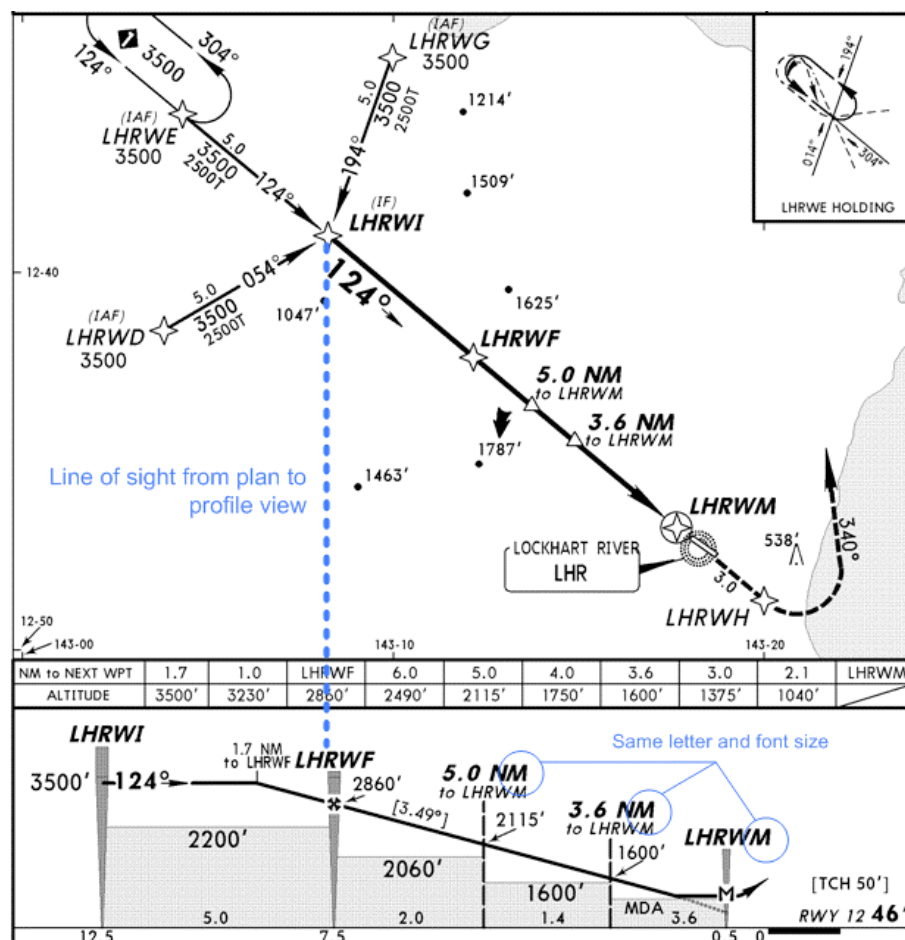 (IAF)
LHRWG
3500
304°
3500
124°
194°
014°
304°
LHRWE HOLDING
5.0
3500
2500T
194°
1214'
(IAF)
LHRWE
3500
5.0
3500
2500T
124°
1509'
(IF)
LHRWI
12-40
124°
5.0
054°
3500
2500T
(IAF)
LHRWD
3500
1047'
1625'
LHRWF
5.0 NM
to LHRWM
3.6 NM
to LHRWM
1787'
1463'
Line of sight from plan to
profile view
LHRWM
LOCKHART RIVER
LHR
538'
340°
3.0
LHRWH
12-50
143-00
143-10
143-20
NM to NEXT WPT 1.7 1.0 LHRWF 6.0 5.0 4.0 3.6 3.0 2.1 LHRWM
ALTITUDE 3500' 3230' 2860' 2490' 2115' 1750' 1600' 1375' 1040'
LHRWI
1.7 NM
to LHRWF
LHRWF
Same letter and font size
3500'
124°
2860'
[3.49°]
5.0 NM
to LHRWM
2115'
3.6 NM
to LHRWM
1600'
LHRWM
2200'
2060'
1600'
MDA
M
[TCH 50']
RWY 12 46'
5.0 2.0 1.4 3.6
12.5 7.5 0.5 0